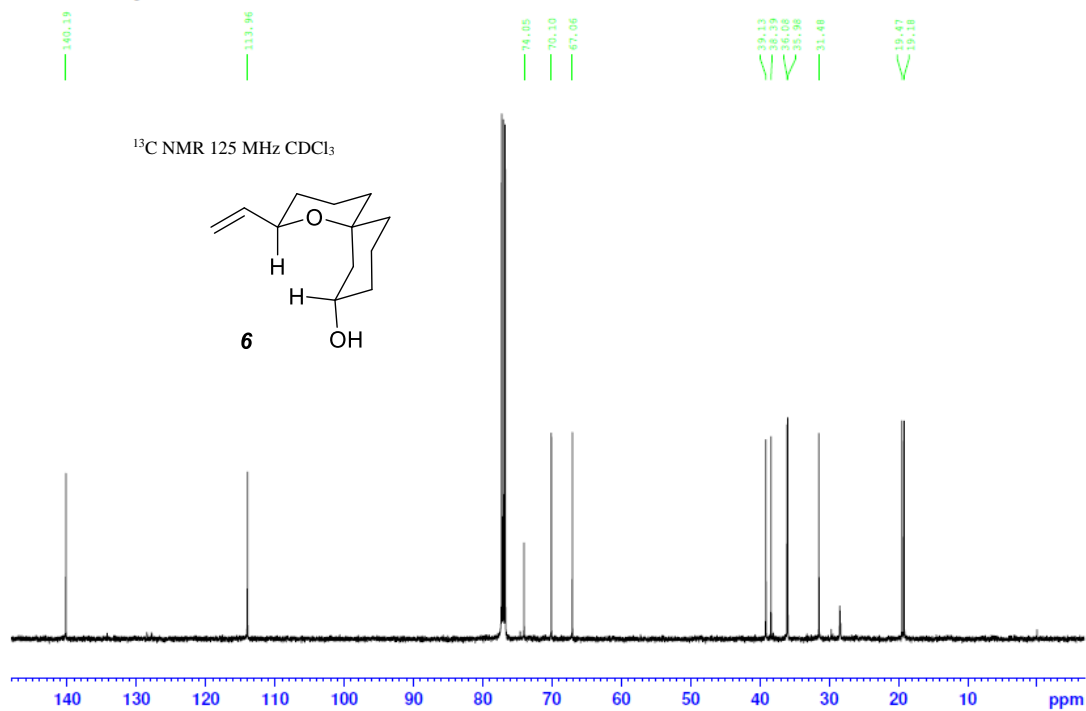 140.19
113.96
74.05
70.10
67.06
39.13
38.39
36.08
35.98
31.48
19.47
19.18
¹³C NMR 125 MHz CDCl₃
O
H
H
6
OH
140 130 120 110 100 90 80 70 60 50 40 30 20 10 ppm